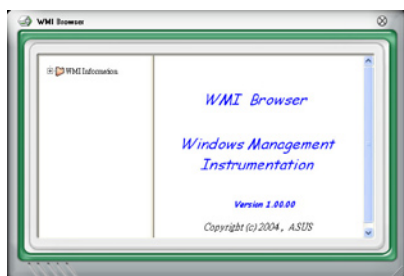 WMI Browser
WMI Information
WMI Browser
Windows Management
Instrumentation
Version 1.00.00
Copyright (c) 2004 , ASUS